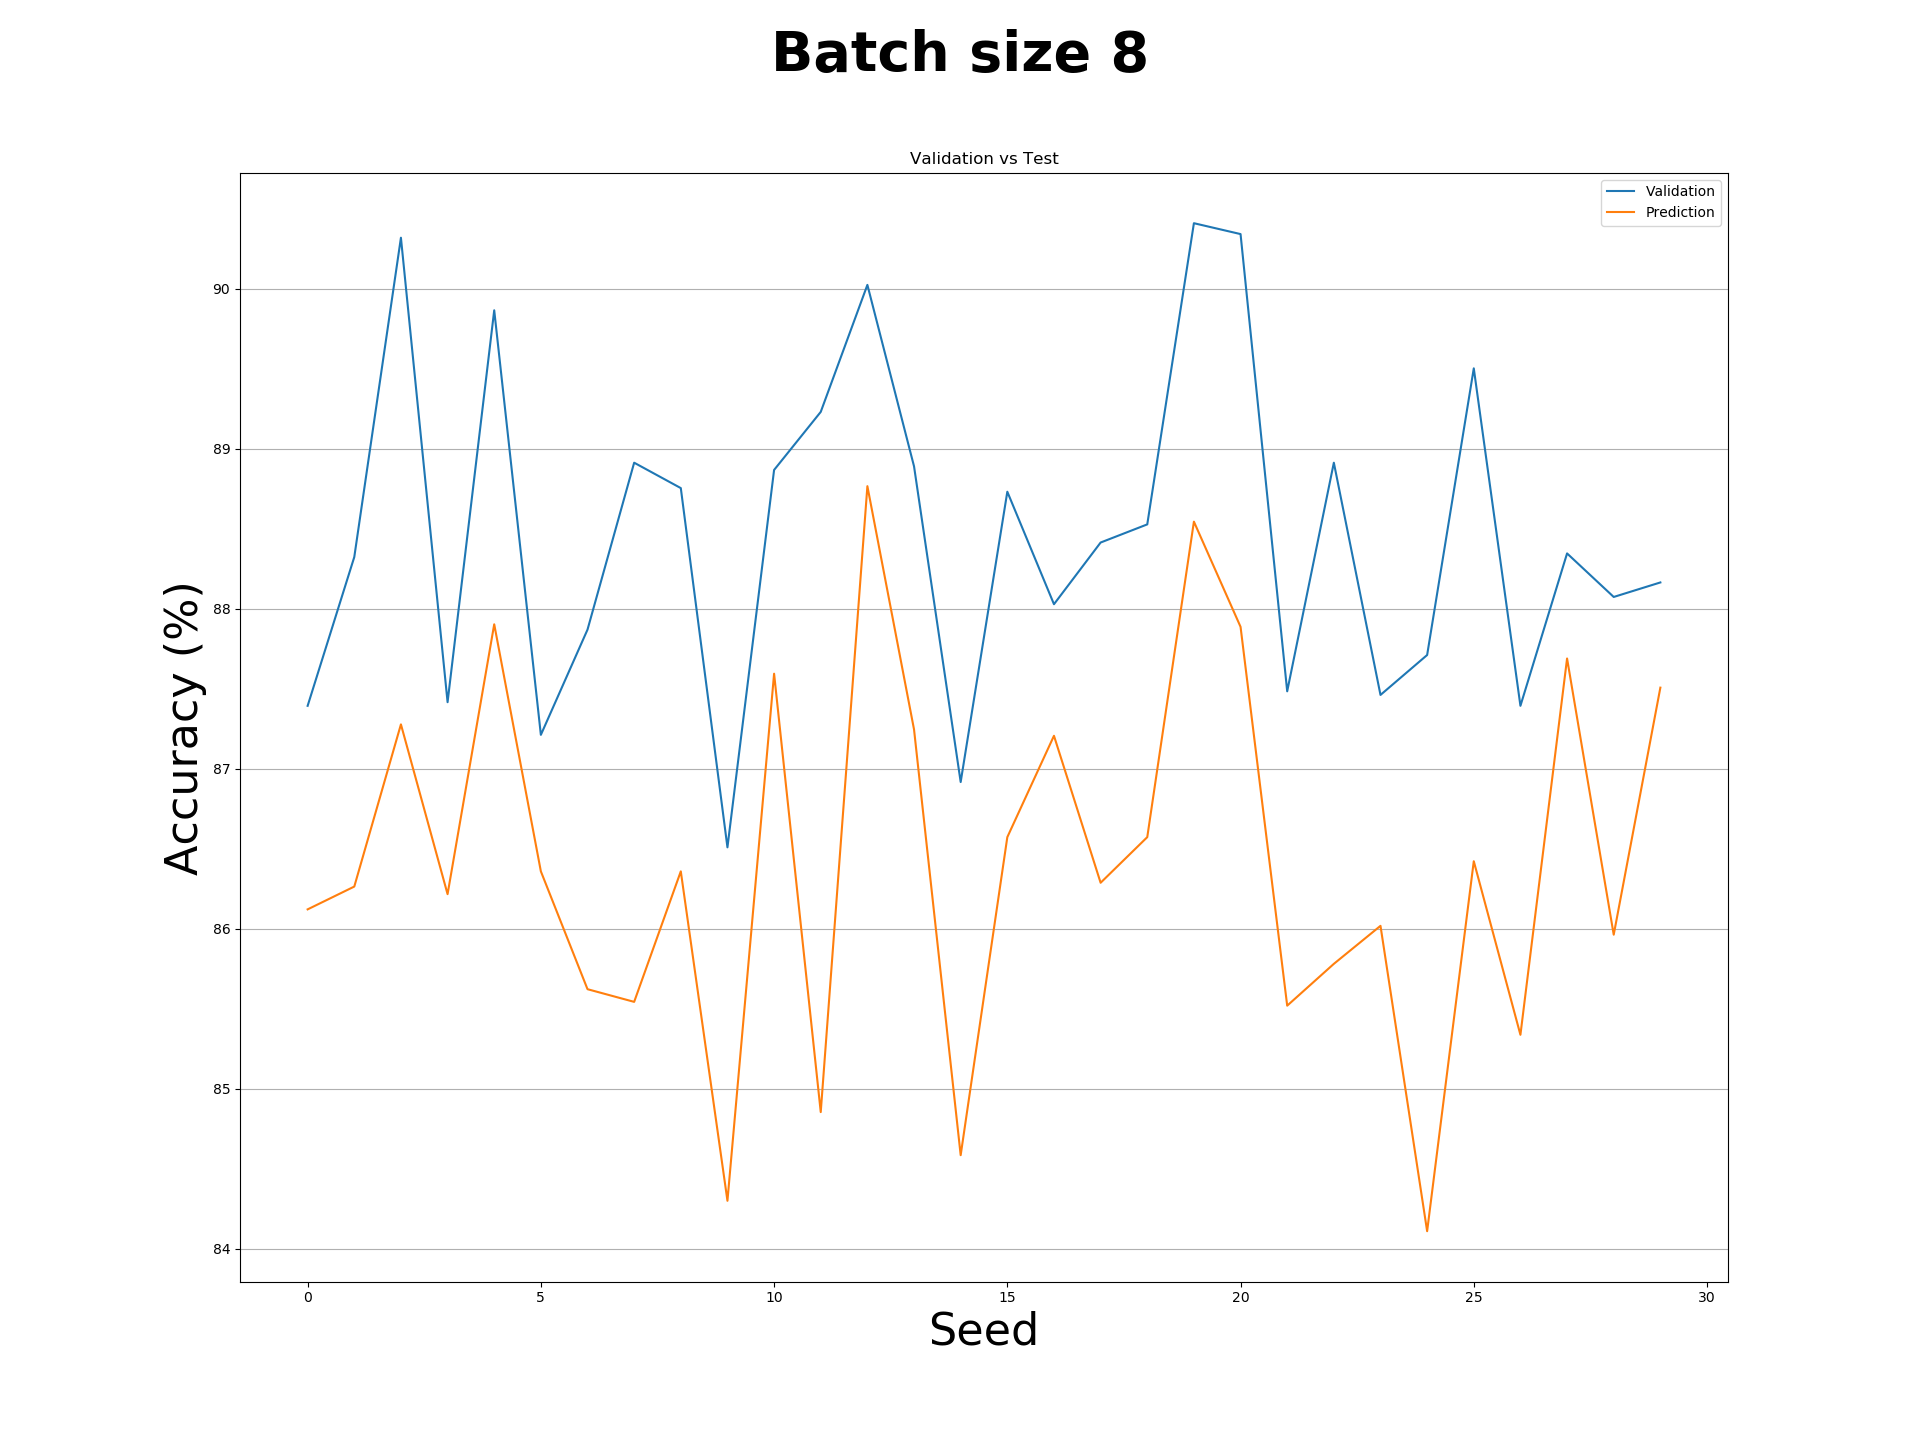 Batch size 8
Validation vs Test
Validation
Prediction
90
89
88
87
86
85
84
Accuracy (%)
0 5 10 15 20 25 30
Seed